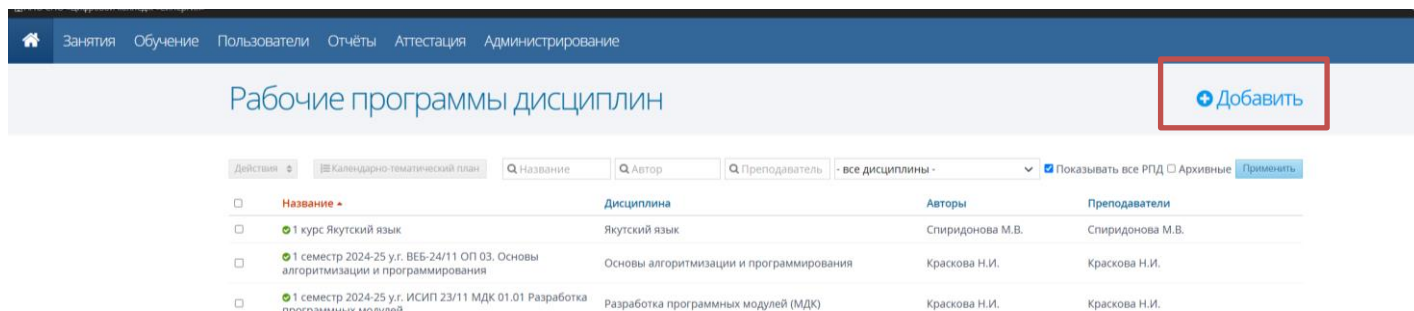 Занятия Обучение Пользователи Отчёты Аттестация Администрирование
Рабочие программы дисциплин
Добавить
Действия Календарно-тематический план Название Автор Преподаватель - все дисциплины - Показывать все РПД Архивные Применить
Название Дисциплина Авторы Преподаватели
1 курс Якутский язык Якутский язык Спиридонова М.В. Спиридонова М.В.
1 семестр 2024-25 у.г. ВЕБ-24/11 ОП 03. Основы
алгоритмизации и программирования Основы алгоритмизации и программирования Краскова Н.И. Краскова Н.И.
1 семестр 2024-25 у.г. ИСИП 23/11 МДК 01.01 Разработка
программных модулей Разработка программных модулей (МДК) Краскова Н.И. Краскова Н.И.